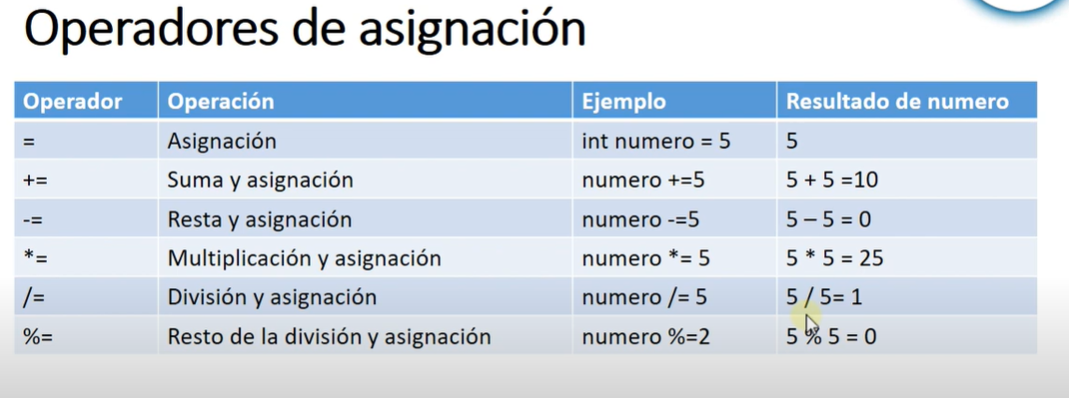 Operadores de asignación
Operador Operación Ejemplo Resultado de numero
= Asignación int numero = 5 5
+= Suma y asignación numero +=5 5 + 5 =10
-= Resta y asignación numero -=5 5 – 5 = 0
*= Multiplicación y asignación numero *= 5 5 * 5 = 25
/= División y asignación numero /= 5 5 / 5= 1
%= Resto de la división y asignación numero %=2 5 % 5 = 0